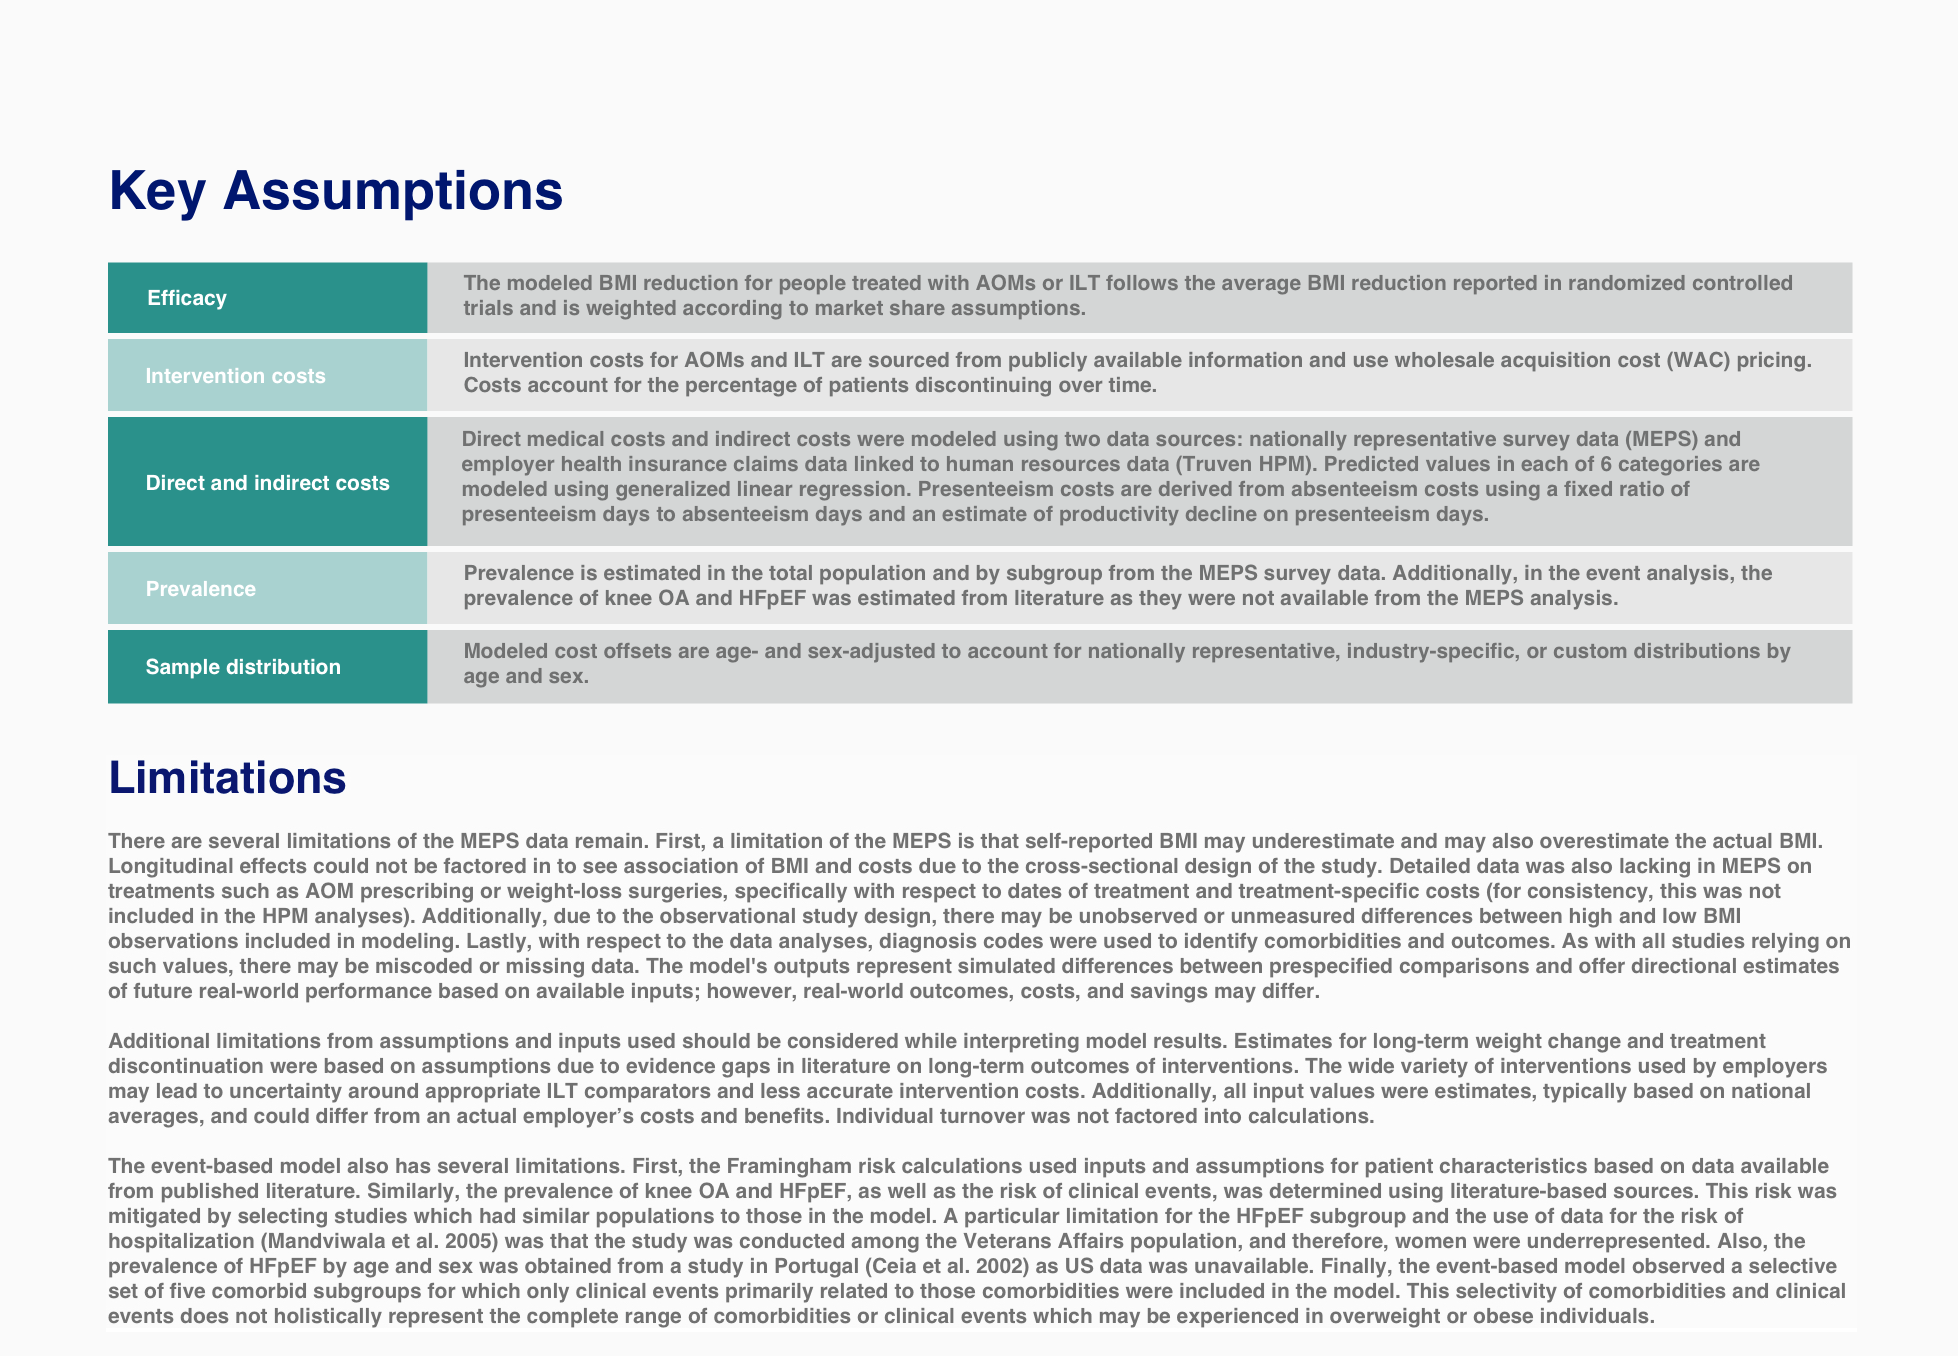 Key Assumptions
Efficacy
The modeled BMI reduction for people treated with AOMs or ILT follows the average BMI reduction reported in randomized controlled
trials and is weighted according to market share assumptions.
Intervention costs
Intervention costs for AOMs and ILT are sourced from publicly available information and use wholesale acquisition cost (WAC) pricing.
Costs account for the percentage of patients discontinuing over time.
Direct and indirect costs
Direct medical costs and indirect costs were modeled using two data sources: nationally representative survey data (MEPS) and
employer health insurance claims data linked to human resources data (Truven HPM). Predicted values in each of 6 categories are
modeled using generalized linear regression. Presenteeism costs are derived from absenteeism costs using a fixed ratio of
presenteeism days to absenteeism days and an estimate of productivity decline on presenteeism days.
Prevalence
Prevalence is estimated in the total population and by subgroup from the MEPS survey data. Additionally, in the event analysis, the
prevalence of knee OA and HFpEF was estimated from literature as they were not available from the MEPS analysis.
Sample distribution
Modeled cost offsets are age- and sex-adjusted to account for nationally representative, industry-specific, or custom distributions by
age and sex.
Limitations
There are several limitations of the MEPS data remain. First, a limitation of the MEPS is that self-reported BMI may underestimate and may also overestimate the actual BMI.
Longitudinal effects could not be factored in to see association of BMI and costs due to the cross-sectional design of the study. Detailed data was also lacking in MEPS on
treatments such as AOM prescribing or weight-loss surgeries, specifically with respect to dates of treatment and treatment-specific costs (for consistency, this was not
included in the HPM analyses). Additionally, due to the observational study design, there may be unobserved or unmeasured differences between high and low BMI
observations included in modeling. Lastly, with respect to the data analyses, diagnosis codes were used to identify comorbidities and outcomes. As with all studies relying on
such values, there may be miscoded or missing data. The model's outputs represent simulated differences between prespecified comparisons and offer directional estimates
of future real-world performance based on available inputs; however, real-world outcomes, costs, and savings may differ.
Additional limitations from assumptions and inputs used should be considered while interpreting model results. Estimates for long-term weight change and treatment
discontinuation were based on assumptions due to evidence gaps in literature on long-term outcomes of interventions. The wide variety of interventions used by employers
may lead to uncertainty around appropriate ILT comparators and less accurate intervention costs. Additionally, all input values were estimates, typically based on national
averages, and could differ from an actual employer’s costs and benefits. Individual turnover was not factored into calculations.
The event-based model also has several limitations. First, the Framingham risk calculations used inputs and assumptions for patient characteristics based on data available
from published literature. Similarly, the prevalence of knee OA and HFpEF, as well as the risk of clinical events, was determined using literature-based sources. This risk was
mitigated by selecting studies which had similar populations to those in the model. A particular limitation for the HFpEF subgroup and the use of data for the risk of
hospitalization (Mandviwala et al. 2005) was that the study was conducted among the Veterans Affairs population, and therefore, women were underrepresented. Also, the
prevalence of HFpEF by age and sex was obtained from a study in Portugal (Ceia et al. 2002) as US data was unavailable. Finally, the event-based model observed a selective
set of five comorbid subgroups for which only clinical events primarily related to those comorbidities were included in the model. This selectivity of comorbidities and clinical
events does not holistically represent the complete range of comorbidities or clinical events which may be experienced in overweight or obese individuals.